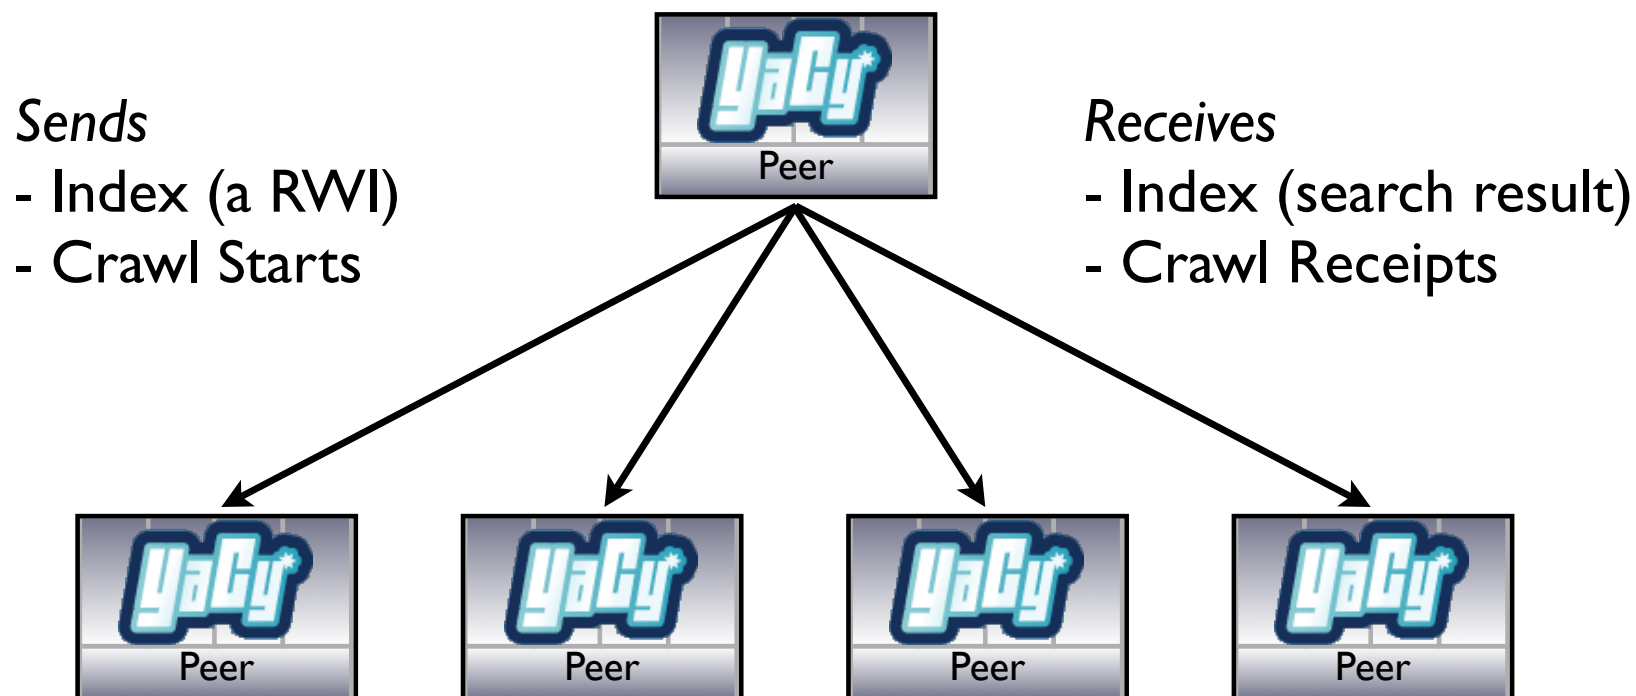 yaCy
Peer
Sends
- Index (a RWI)
- Crawl Starts
Receives
- Index (search result)
- Crawl Receipts
yaCy
Peer
yaCy
Peer
yaCy
Peer
yaCy
Peer